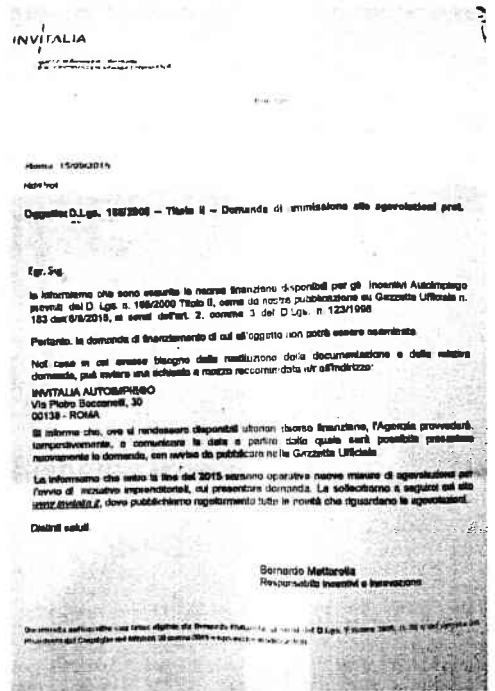 INVITALIA
Roma 15/09/2015
Oggetto: D.Lgs. 185/2000 – Titolo II – Domanda di ammissione alle agevolazioni prot.
Egr. Sig.
la informiamo che sono esaurite le risorse finanziarie disponibili per gli Incentivi Autoimpiego
previsti dal D. Lgs. n. 185/2000 Titolo II, come da nostra pubblicazione su Gazzetta Ufficiale n.
183 dell'8/8/2015, ai sensi dell'art. 2, comma 3 del D.Lgs. n. 123/1998
Pertanto, la domanda di finanziamento di cui all'oggetto non potrà essere esaminata.
Nel caso in cui avesse bisogno della restituzione della documentazione e della relativa
domanda, può inviare una richiesta a mezzo raccomandata a/r all'indirizzo:
INVITALIA AUTOIMPIEGO
Via Pietro Boccanelli, 30
00138 - ROMA
Si informa che, ove si rendessero disponibili ulteriori risorse finanziarie, l'Agenzia provvederà,
tempestivamente, a comunicare la data a partire dalla quale sarà possibile presentare
nuovamente la domanda, con avviso da pubblicare nella Gazzetta Ufficiale
La informiamo che entro la fine del 2015 saranno operative nuove misure di agevolazione per
l'avvio di iniziative imprenditoriali, cui presentare domanda. La sollecitiamo a seguirci sul sito
www.invitalia.it, dove pubblichiamo regolarmente tutte le novità che riguardano le agevolazioni.
Distinti saluti
Bernardo Mattarella
Responsabile Incentivi e Innovazione